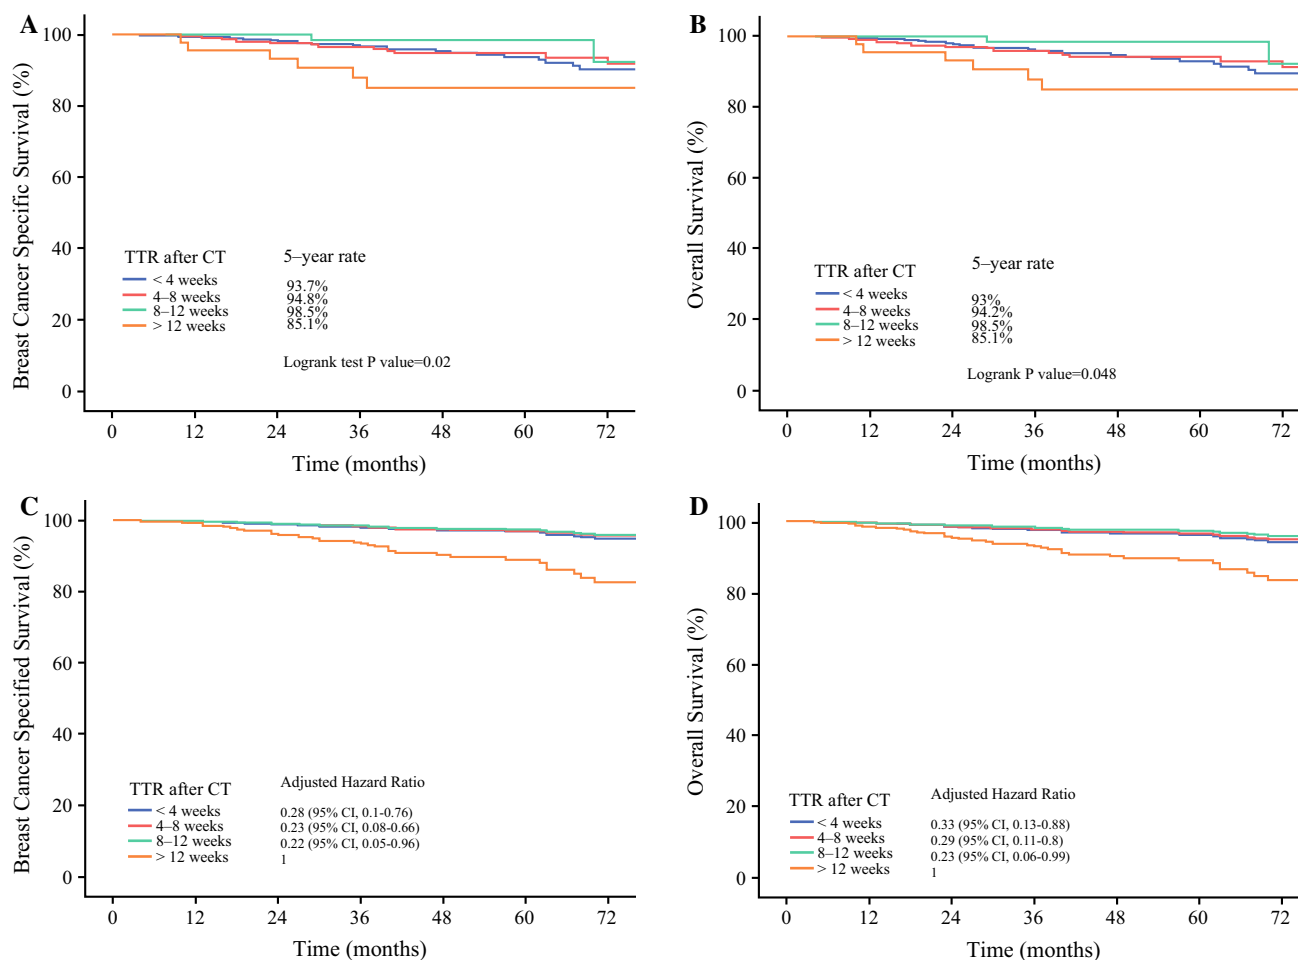 A
Breast Cancer Specific Survival (%)
100
80
60
40
20
0
TTR after CT
5–year rate
< 4 weeks
93.7%
4–8 weeks
94.8%
8–12 weeks
98.5%
> 12 weeks
85.1%
Logrank test P value=0.02
0 12 24 36 48 60 72
Time (months)
B
Overall Survival (%)
100
80
60
40
20
0
TTR after CT
5–year rate
< 4 weeks
93%
4–8 weeks
94.2%
8–12 weeks
98.5%
> 12 weeks
85.1%
Logrank P value=0.048
0 12 24 36 48 60 72
Time (months)
C
Breast Cancer Specified Survival (%)
100
80
60
40
20
0
TTR after CT
Adjusted Hazard Ratio
< 4 weeks
0.28 (95% CI, 0.1-0.76)
4–8 weeks
0.23 (95% CI, 0.08-0.66)
8–12 weeks
0.22 (95% CI, 0.05-0.96)
> 12 weeks
1
0 12 24 36 48 60 72
Time (months)
D
Overall Survival (%)
100
80
60
40
20
0
TTR after CT
Adjusted Hazard Ratio
< 4 weeks
0.33 (95% CI, 0.13-0.88)
4–8 weeks
0.29 (95% CI, 0.11-0.8)
8–12 weeks
0.23 (95% CI, 0.06-0.99)
> 12 weeks
1
0 12 24 36 48 60 72
Time (months)